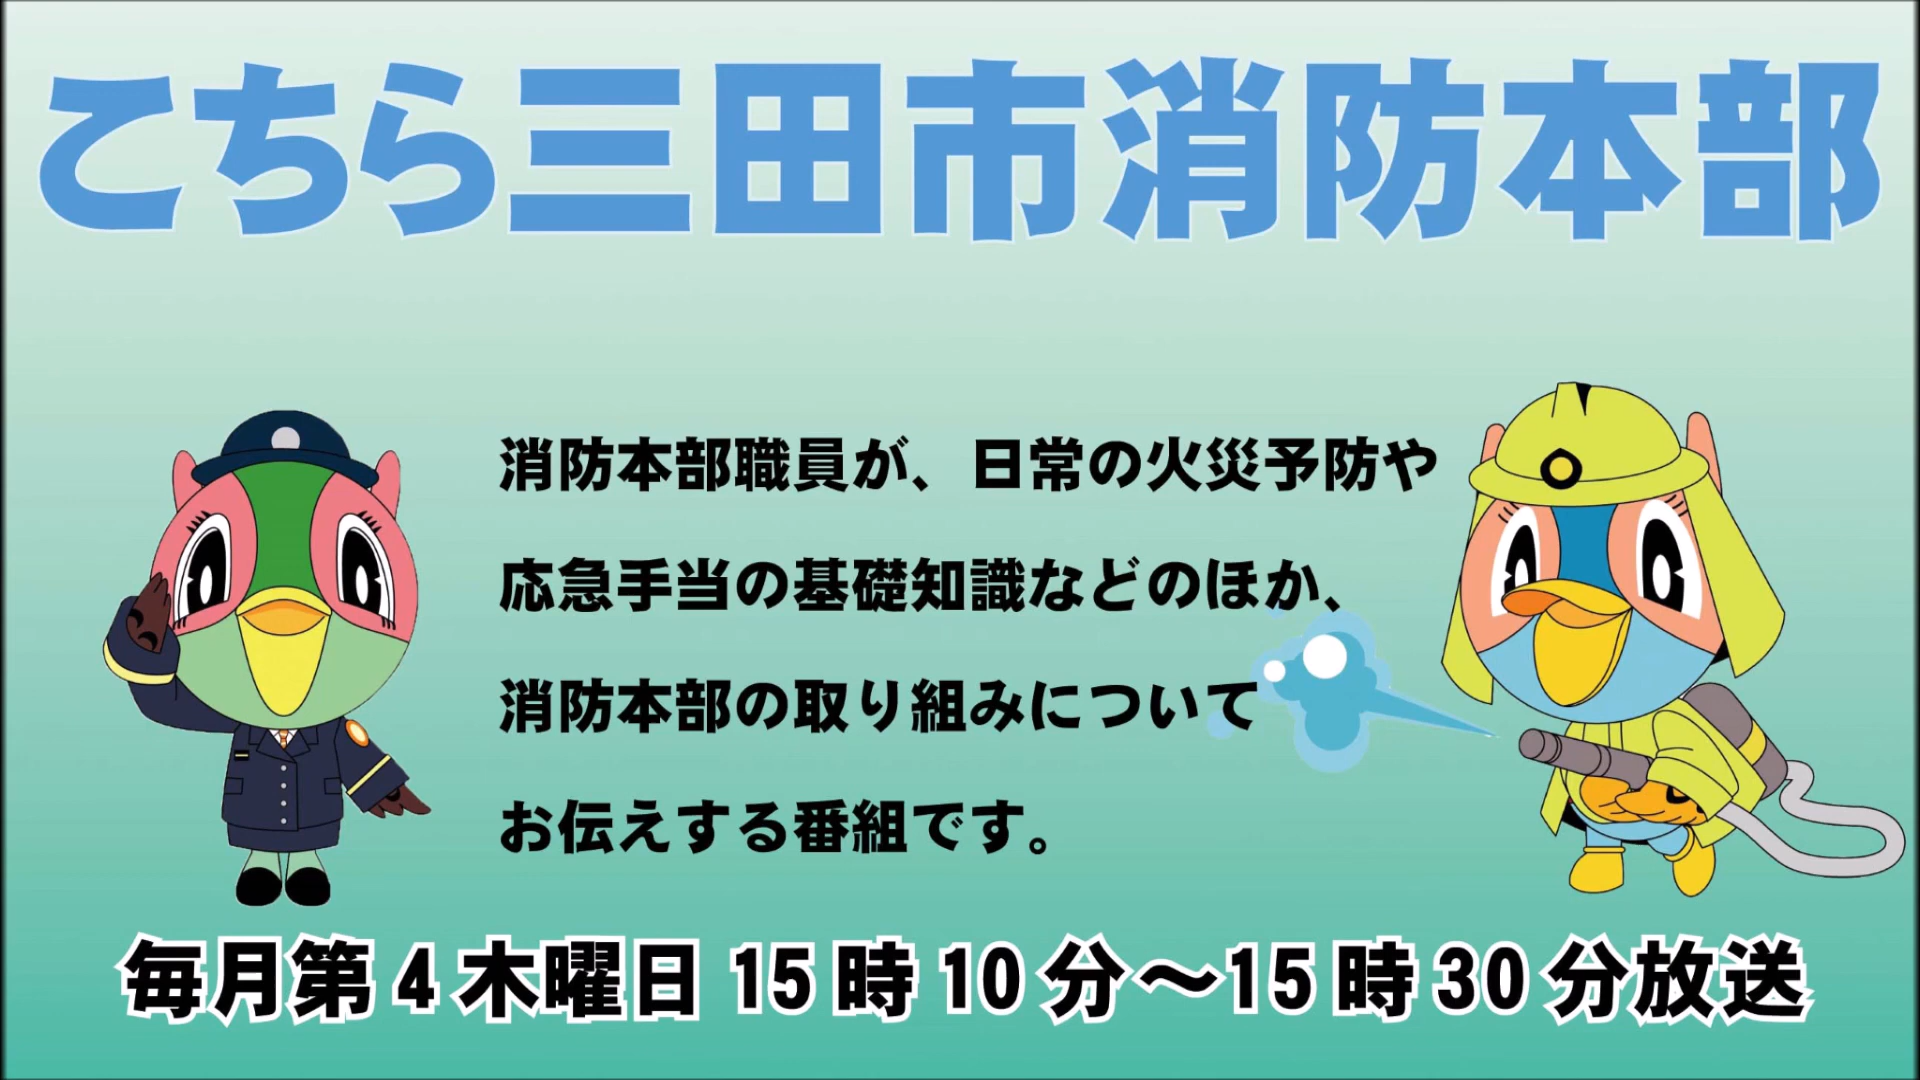 こちら三田市消防本部
消防本部職員が、日常の火災予防や
応急手当の基礎知識などのほか、
消防本部の取り組みについて
お伝えする番組です。
毎月第4木曜日15時10分～15時30分放送